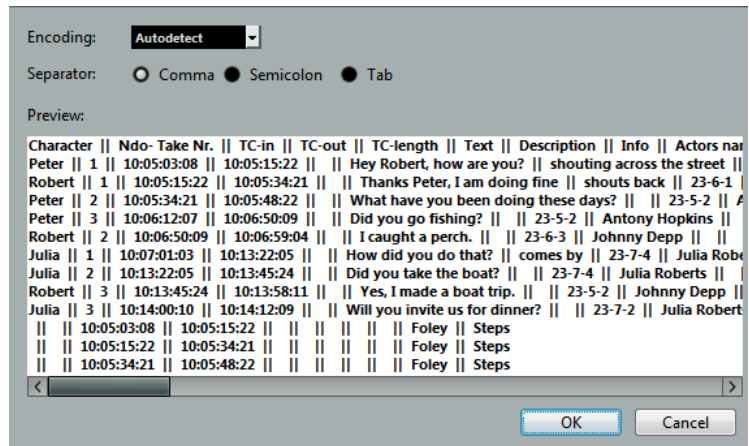 Encoding: Autodetect
Separator: Comma Semicolon Tab
Preview:
Character || Ndo- Take Nr. || TC-in || TC-out || TC-length || Text || Description || Info || Actors
Peter || 1 || 10:05:03:08 || 10:05:15:22 || || Hey Robert, how are you? || shouting across the street ||
Robert || 1 || 10:05:15:22 || 10:05:34:21 || || Thanks Peter, I am doing fine || shouts back || 23-6-1
Peter || 2 || 10:05:34:21 || 10:05:48:22 || || What have you been doing these days? || || 23-5-2 ||
Peter || 3 || 10:06:12:07 || 10:06:50:09 || || Did you go fishing? || || 23-5-2 || Antony Hopkins ||
Robert || 2 || 10:06:50:09 || 10:06:59:04 || || I caught a perch. || || 23-6-3 || Johnny Depp || ||
Julia || 1 || 10:07:01:03 || 10:13:22:05 || || How did you do that? || comes by || 23-7-4 || Julia
Julia || 2 || 10:13:22:05 || 10:13:45:24 || || Did you take the boat? || || 23-7-4 || Julia Roberts ||
Robert || 3 || 10:13:45:24 || 10:13:58:11 || || Yes, I made a boat trip. || || 23-5-2 || Johnny Depp ||
Julia || 3 || 10:14:00:10 || 10:14:12:09 || || Will you invite us for dinner? || || 23-7-2 || Julia
|| || 10:05:03:08 || 10:05:15:22 || || || || || || Foley || Steps
|| || 10:05:15:22 || 10:05:34:21 || || || || || || Foley || Steps
|| || 10:05:34:21 || 10:05:48:22 || || || || || || Foley || Steps
OK Cancel